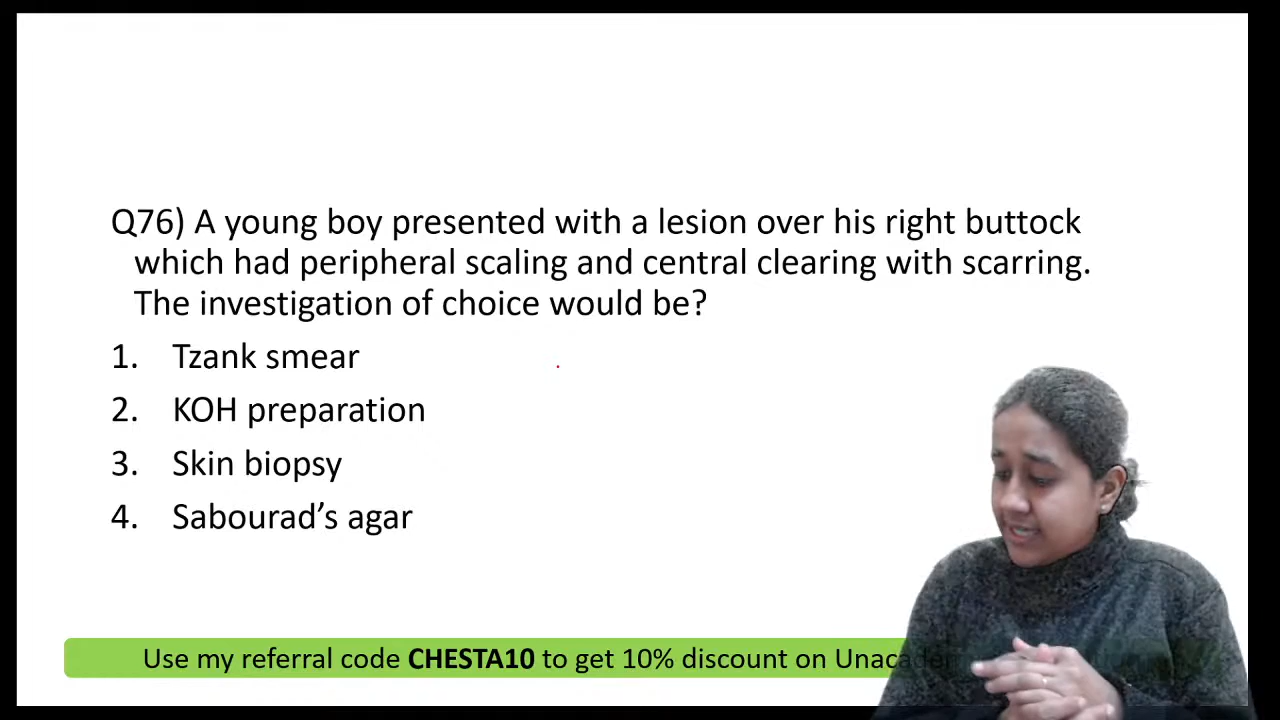 Q76) A young boy presented with a lesion over his right buttock
which had peripheral scaling and central clearing with scarring.
The investigation of choice would be?
1. Tzank smear
2. KOH preparation
3. Skin biopsy
4. Sabourad's agar
Use my referral code CHESTA10 to get 10% discount on